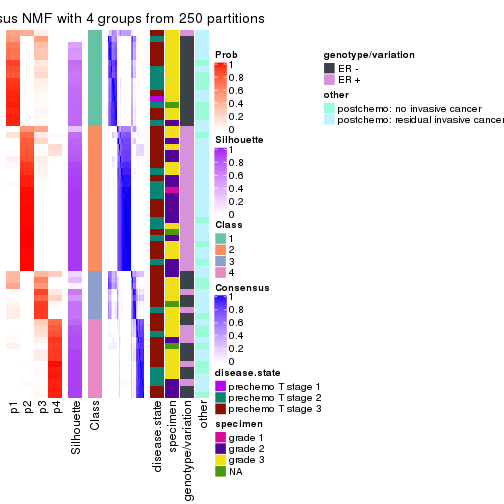 sus NMF with 4 groups from 250 partitions
Prob
1
0.8
0.6
0.4
0.2
0
Silhouette
1
0.8
0.6
0.4
0.2
0
Class
1
2
3
4
Consensus
1
0.8
0.6
0.4
0.2
0
disease.state
prechemo T stage 1
prechemo T stage 2
prechemo T stage 3
specimen
grade 1
grade 2
grade 3
NA
genotype/variation
ER -
ER +
other
postchemo: no invasive cancer
postchemo: residual invasive cancer
p1
p2
p3
p4
Silhouette
Class
disease.state
specimen
genotype/variation
other